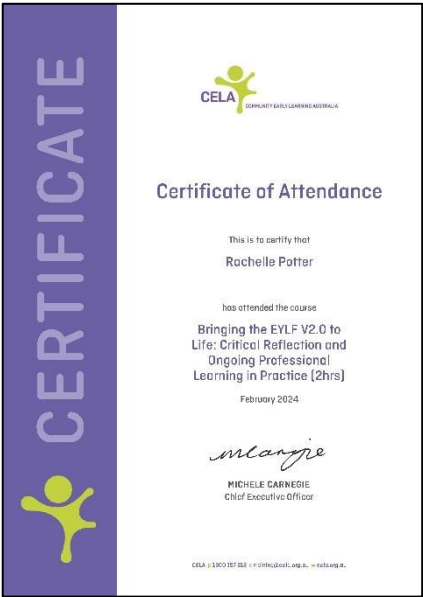 CERTIFICATE
CELA
COMMUNITY EARLY LEARNING AUSTRALIA
Certificate of Attendance
This is to certify that
Rachelle Potter
has attended the course
Bringing the EYLF V2.0 to
Life: Critical Reflection and
Ongoing Professional
Learning in Practice (2hrs)
February 2024
MICHELE CARNEGIE
Chief Executive Officer
CELA